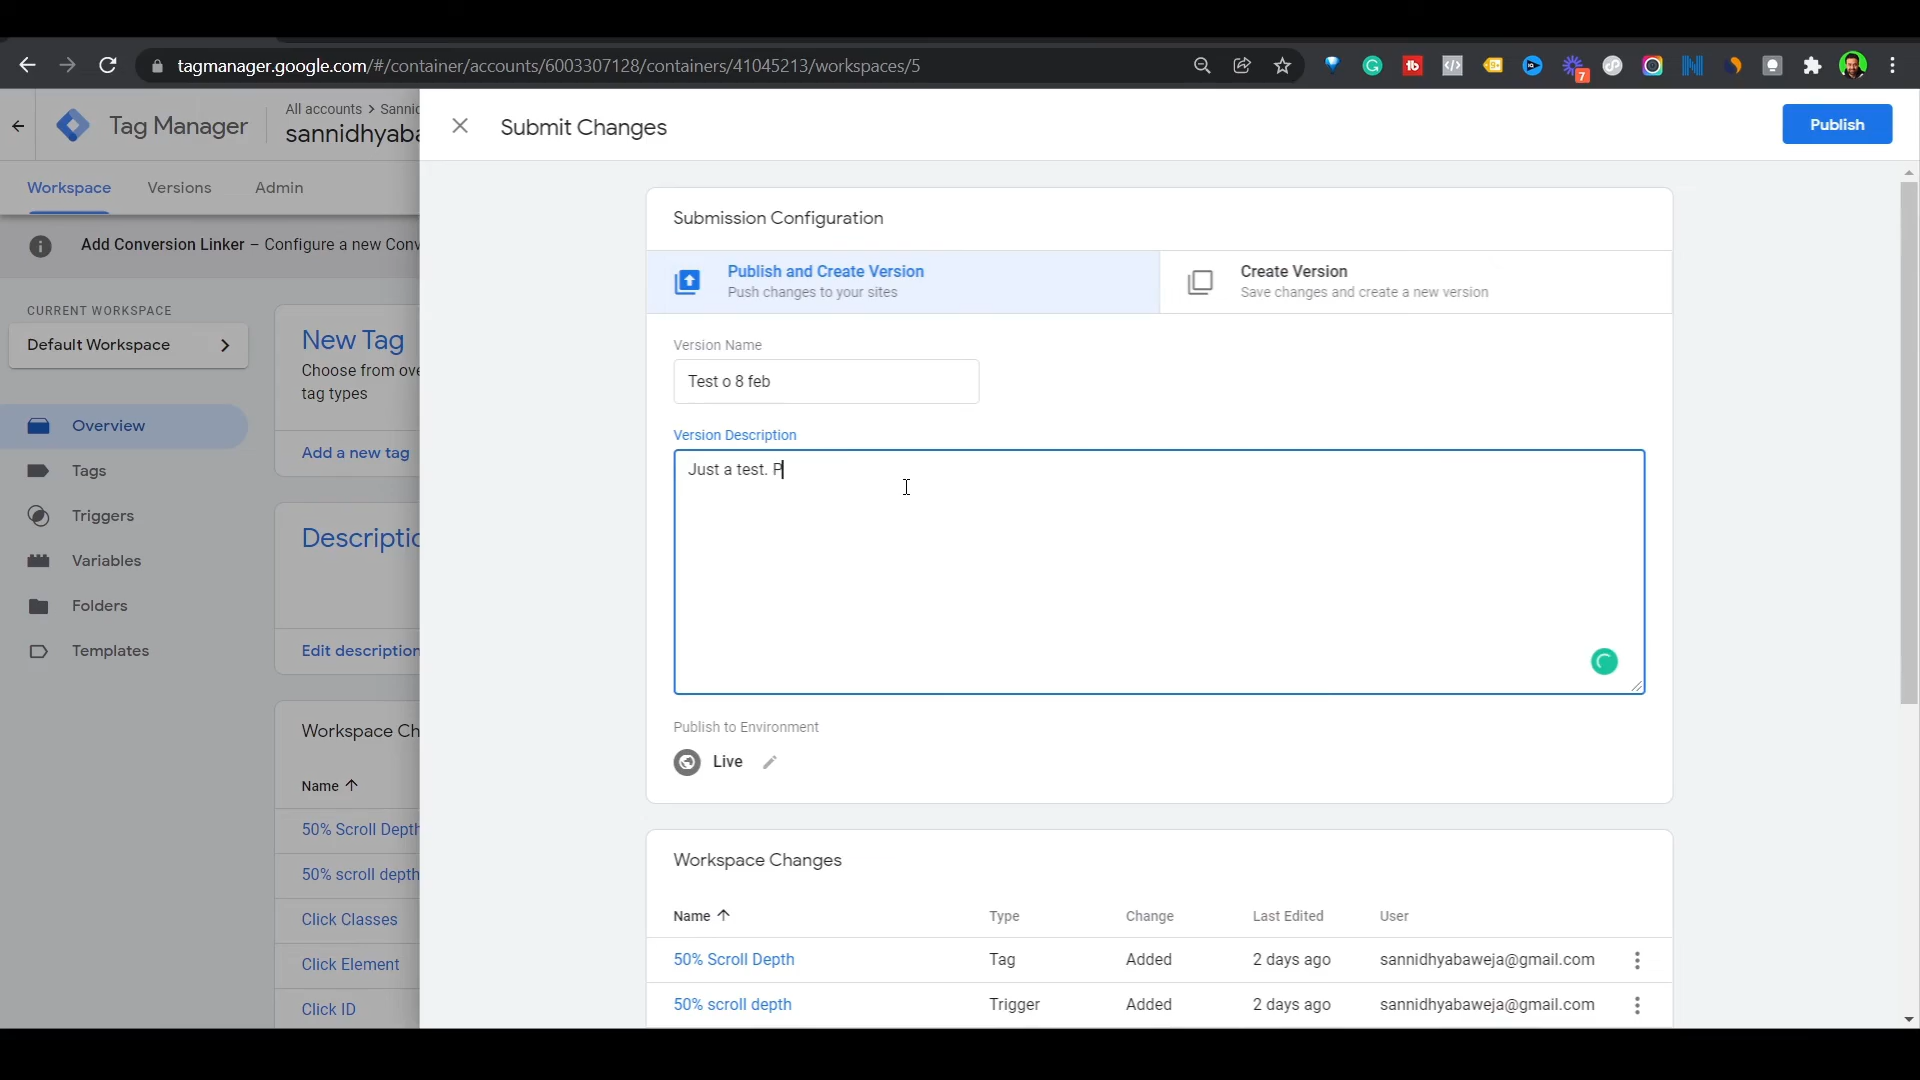 tagmanager.google.com/#/container/accounts/6003307128/containers/41045213/workspaces/5
7
Tag Manager
All accounts > Sannid
sannidhyaba
Submit Changes
Publish
Workspace
Versions
Admin
Add Conversion Linker – Configure a new Conv
CURRENT WORKSPACE
Default Workspace
Overview
Tags
Triggers
Variables
Folders
Templates
New Tag
Choose from ove
tag types
Add a new tag
Descriptio
Edit description
Workspace Ch
Name
50% Scroll Depth
50% scroll depth
Click Classes
Click Element
Click ID
Submission Configuration
Publish and Create Version
Push changes to your sites
Create Version
Save changes and create a new version
Version Name
Test o 8 feb
Version Description
Just a test. P
Publish to Environment
Live
Workspace Changes
Name Type Change Last Edited User
50% Scroll Depth Tag Added 2 days ago sannidhyabaweja@gmail.com
50% scroll depth Trigger Added 2 days ago sannidhyabaweja@gmail.com